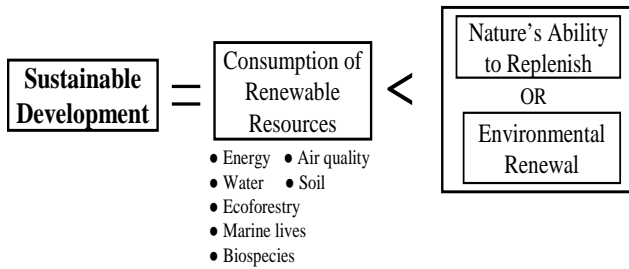 Sustainable
Development
=
Consumption of
Renewable
Resources
<
Nature's Ability
to Replenish
OR
Environmental
Renewal
● Energy ● Air quality
● Water ● Soil
● Ecoforestry
● Marine lives
● Biospecies